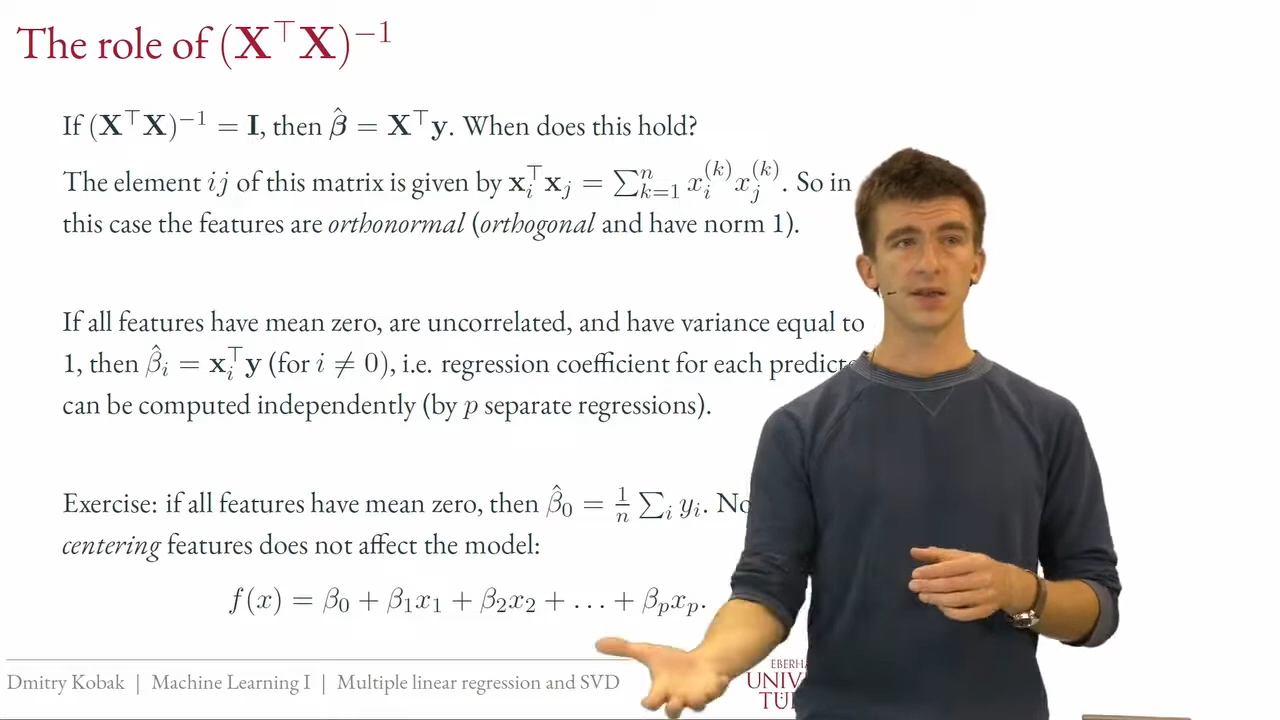 The role of (X⊤X)−1
If (X⊤X)−1 = I, then β̂ = X⊤y. When does this hold?
The element ij of this matrix is given by xi⊤xj = ∑k=1n xi(k) xj(k). So in
this case the features are orthonormal (orthogonal and have norm 1).
If all features have mean zero, are uncorrelated, and have variance equal to
1, then β̂i = xi⊤y (for i ≠ 0), i.e. regression coefficient for each
can be computed independently (by p separate regressions).
Exercise: if all features have mean zero, then β̂0 = 1/n ∑i yi.
centering features does not affect the model:
f(x) = β0 + β1x1 + β2x2 + … + βpxp.
Dmitry Kobak | Machine Learning I | Multiple linear regression and SVD